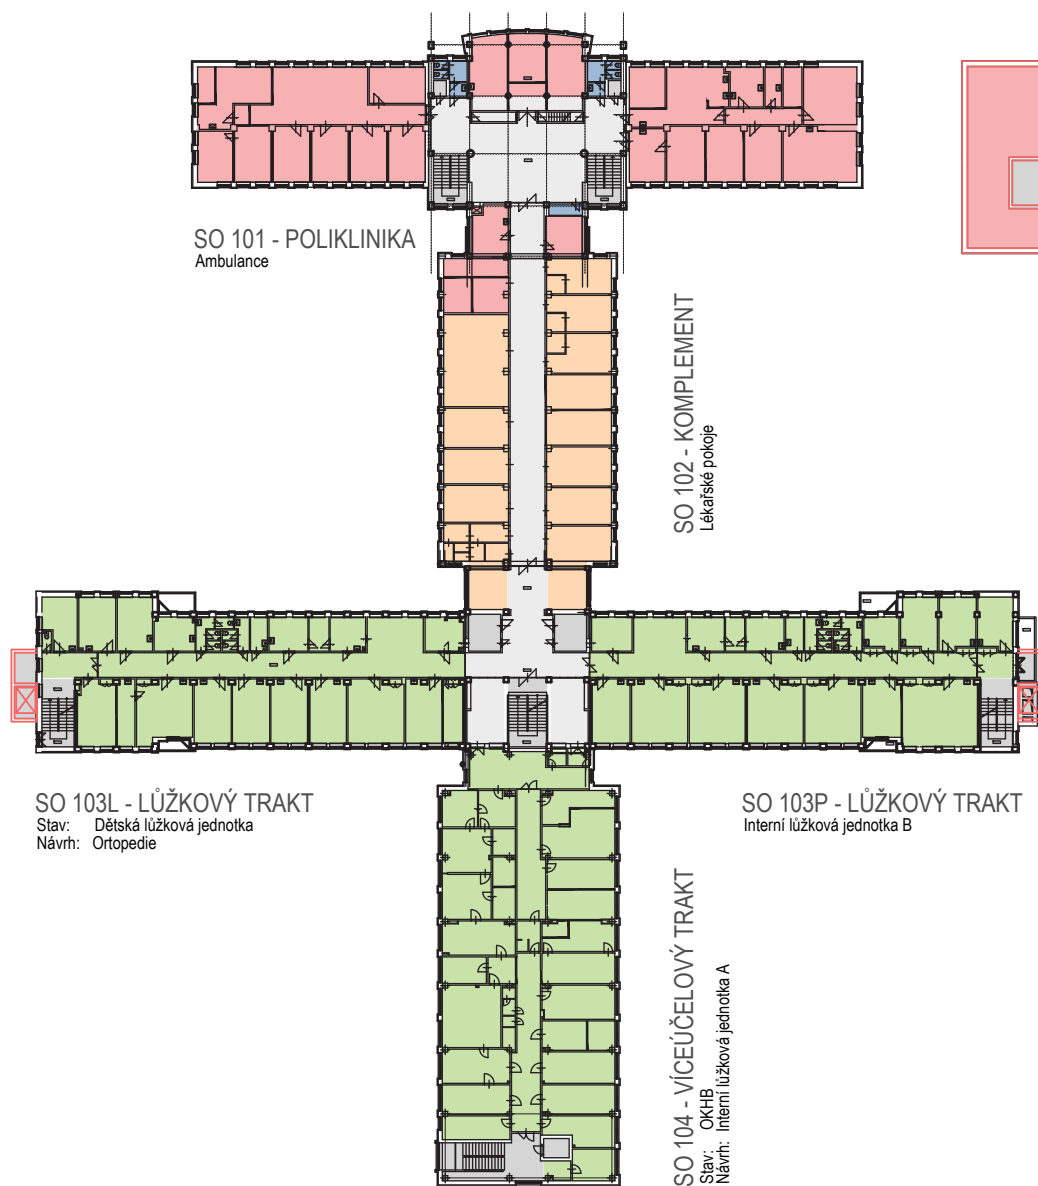 SO 101 - POLIKLINIKA
Ambulance
SO 102 - KOMPLEMENT
Lékařské pokoje
SO 103L - LŮŽKOVÝ TRAKT
Stav: Dětská lůžková jednotka
Návrh: Ortopedie
SO 103P - LŮŽKOVÝ TRAKT
Interní lůžková jednotka B
SO 104 - VÍCEÚČELOVÝ TRAKT
Stav: OKHB
Návrh: Interní lůžková jednotka A